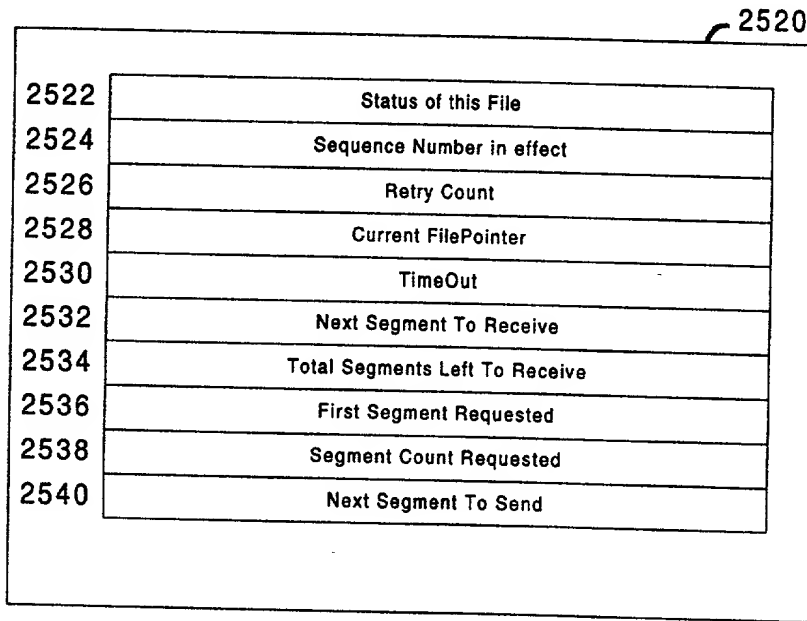 2520
2522 Status of this File
2524 Sequence Number in effect
2526 Retry Count
2528 Current FilePointer
2530 TimeOut
2532 Next Segment To Receive
2534 Total Segments Left To Receive
2536 First Segment Requested
2538 Segment Count Requested
2540 Next Segment To Send